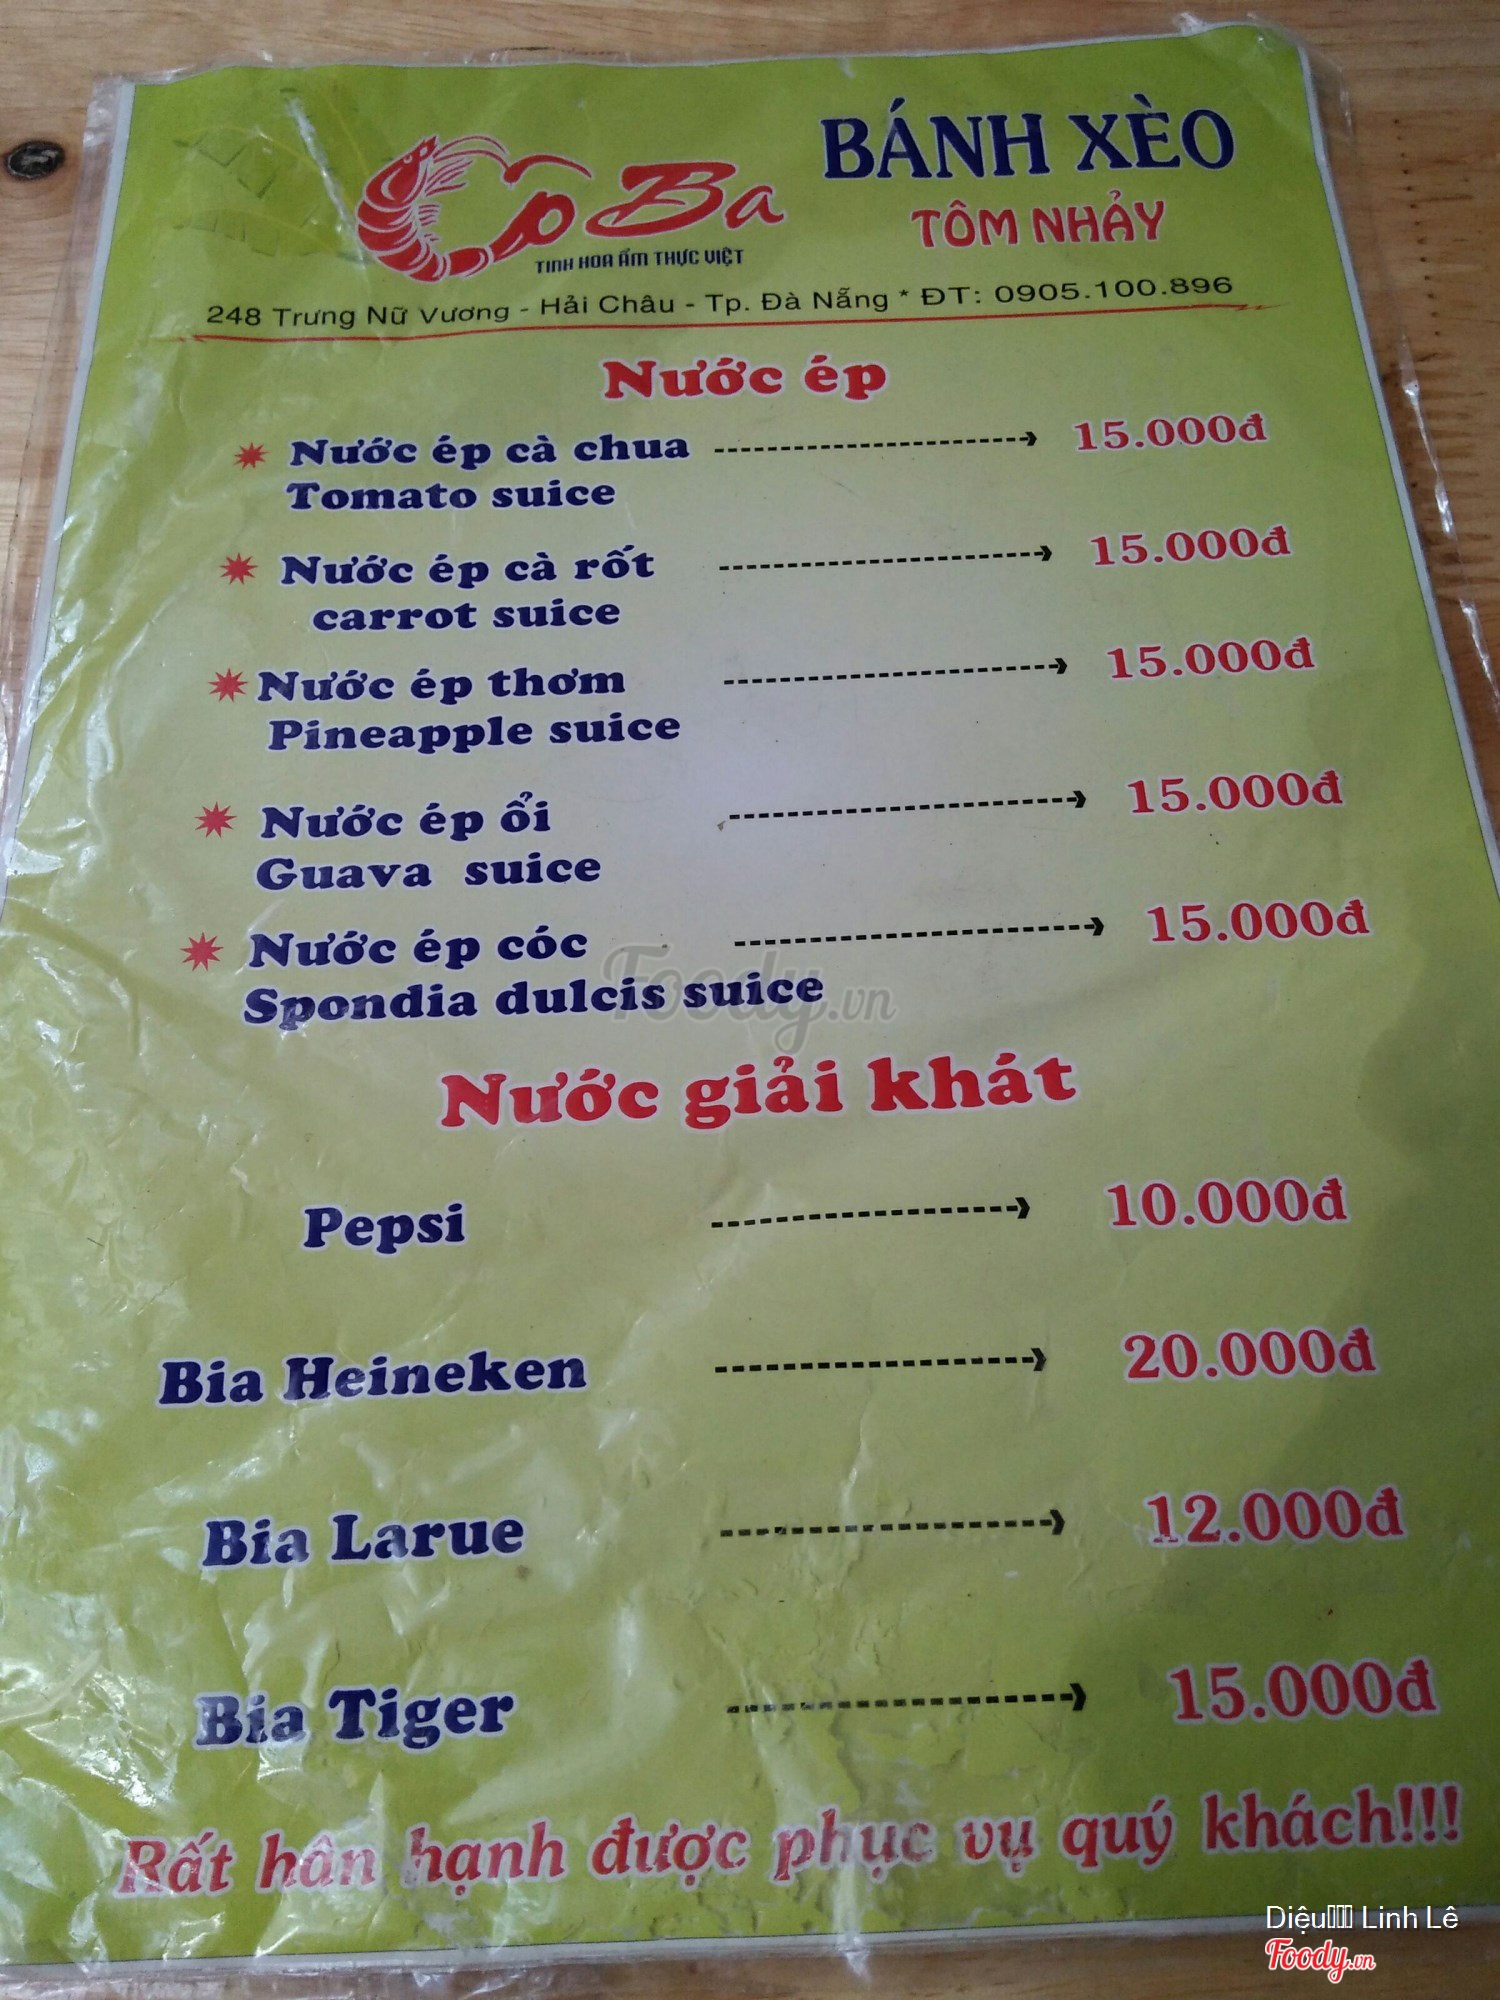 Cô Ba
TINH HOA ẨM THỰC VIỆT
BÁNH XÈO
TÔM NHẢY
248 Trưng Nữ Vương - Hải Châu - Tp. Đà Nẵng * ĐT: 0905.100.896
Nước ép
Nước ép cà chua 15.000đ
Tomato suice
Nước ép cà rốt 15.000đ
carrot suice
Nước ép thơm 15.000đ
Pineapple suice
Nước ép ổi 15.000đ
Guava suice
Nước ép cóc 15.000đ
Spondia dulcis suice
Foody.vn
Nước giải khát
Pepsi 10.000đ
Bia Heineken 20.000đ
Bia Larue 12.000đ
Bia Tiger 15.000đ
Rất hân hạnh được phục vụ quý khách!!!
Diệu Linh Lê
Foody.vn